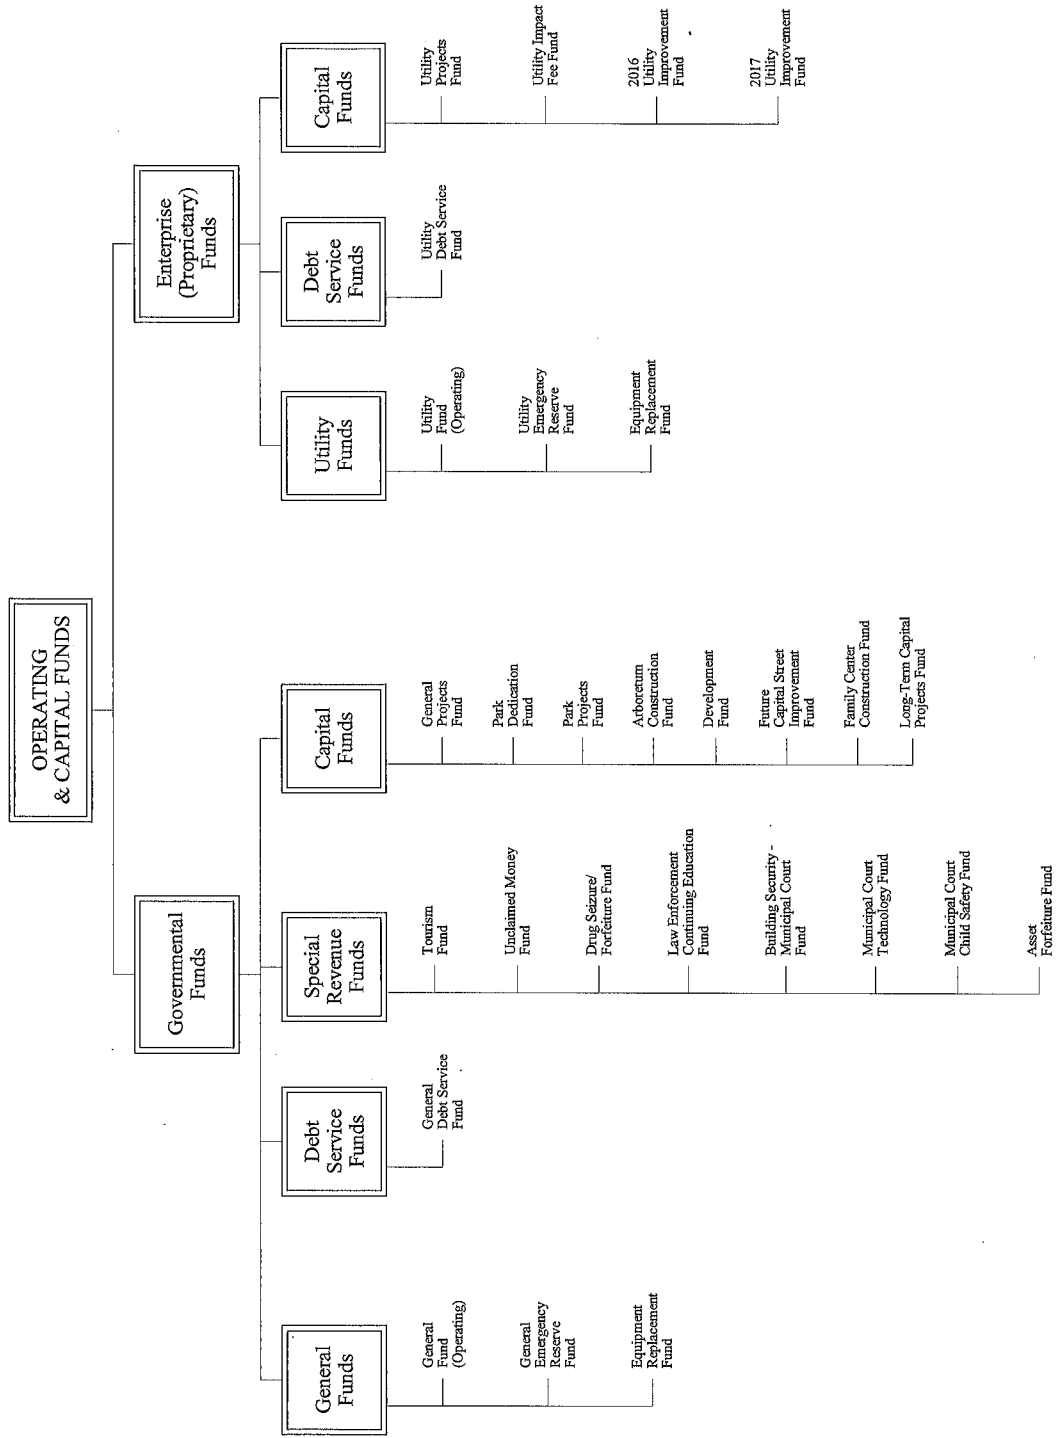 OPERATING
& CAPITAL FUNDS
Governmental
Funds
General
Funds
General
Fund
(Operating)
General
Emergency
Reserve
Fund
Equipment
Replacement
Fund
Debt
Service
Funds
General
Debt Service
Fund
Special
Revenue
Funds
Tourism
Fund
Unclaimed Money
Fund
Drug Seizure/
Forfeiture Fund
Law Enforcement
Continuing Education
Fund
Building Security -
Municipal Court
Fund
Municipal Court
Technology Fund
Municipal Court
Child Safety Fund
Asset
Forfeiture Fund
Capital
Funds
General
Projects
Fund
Park
Dedication
Fund
Park
Projects
Fund
Arboretum
Construction
Fund
Development
Fund
Future
Capital Street
Improvement
Fund
Family Center
Construction Fund
Long-Term Capital
Projects Fund
Enterprise
(Proprietary)
Funds
Utility
Funds
Utility
Fund
(Operating)
Utility
Emergency
Reserve
Fund
Equipment
Replacement
Fund
Debt
Service
Funds
Utility
Debt Service
Fund
Capital
Funds
Utility
Projects
Fund
Utility Impact
Fee Fund
2016
Utility
Improvement
Fund
2017
Utility
Improvement
Fund